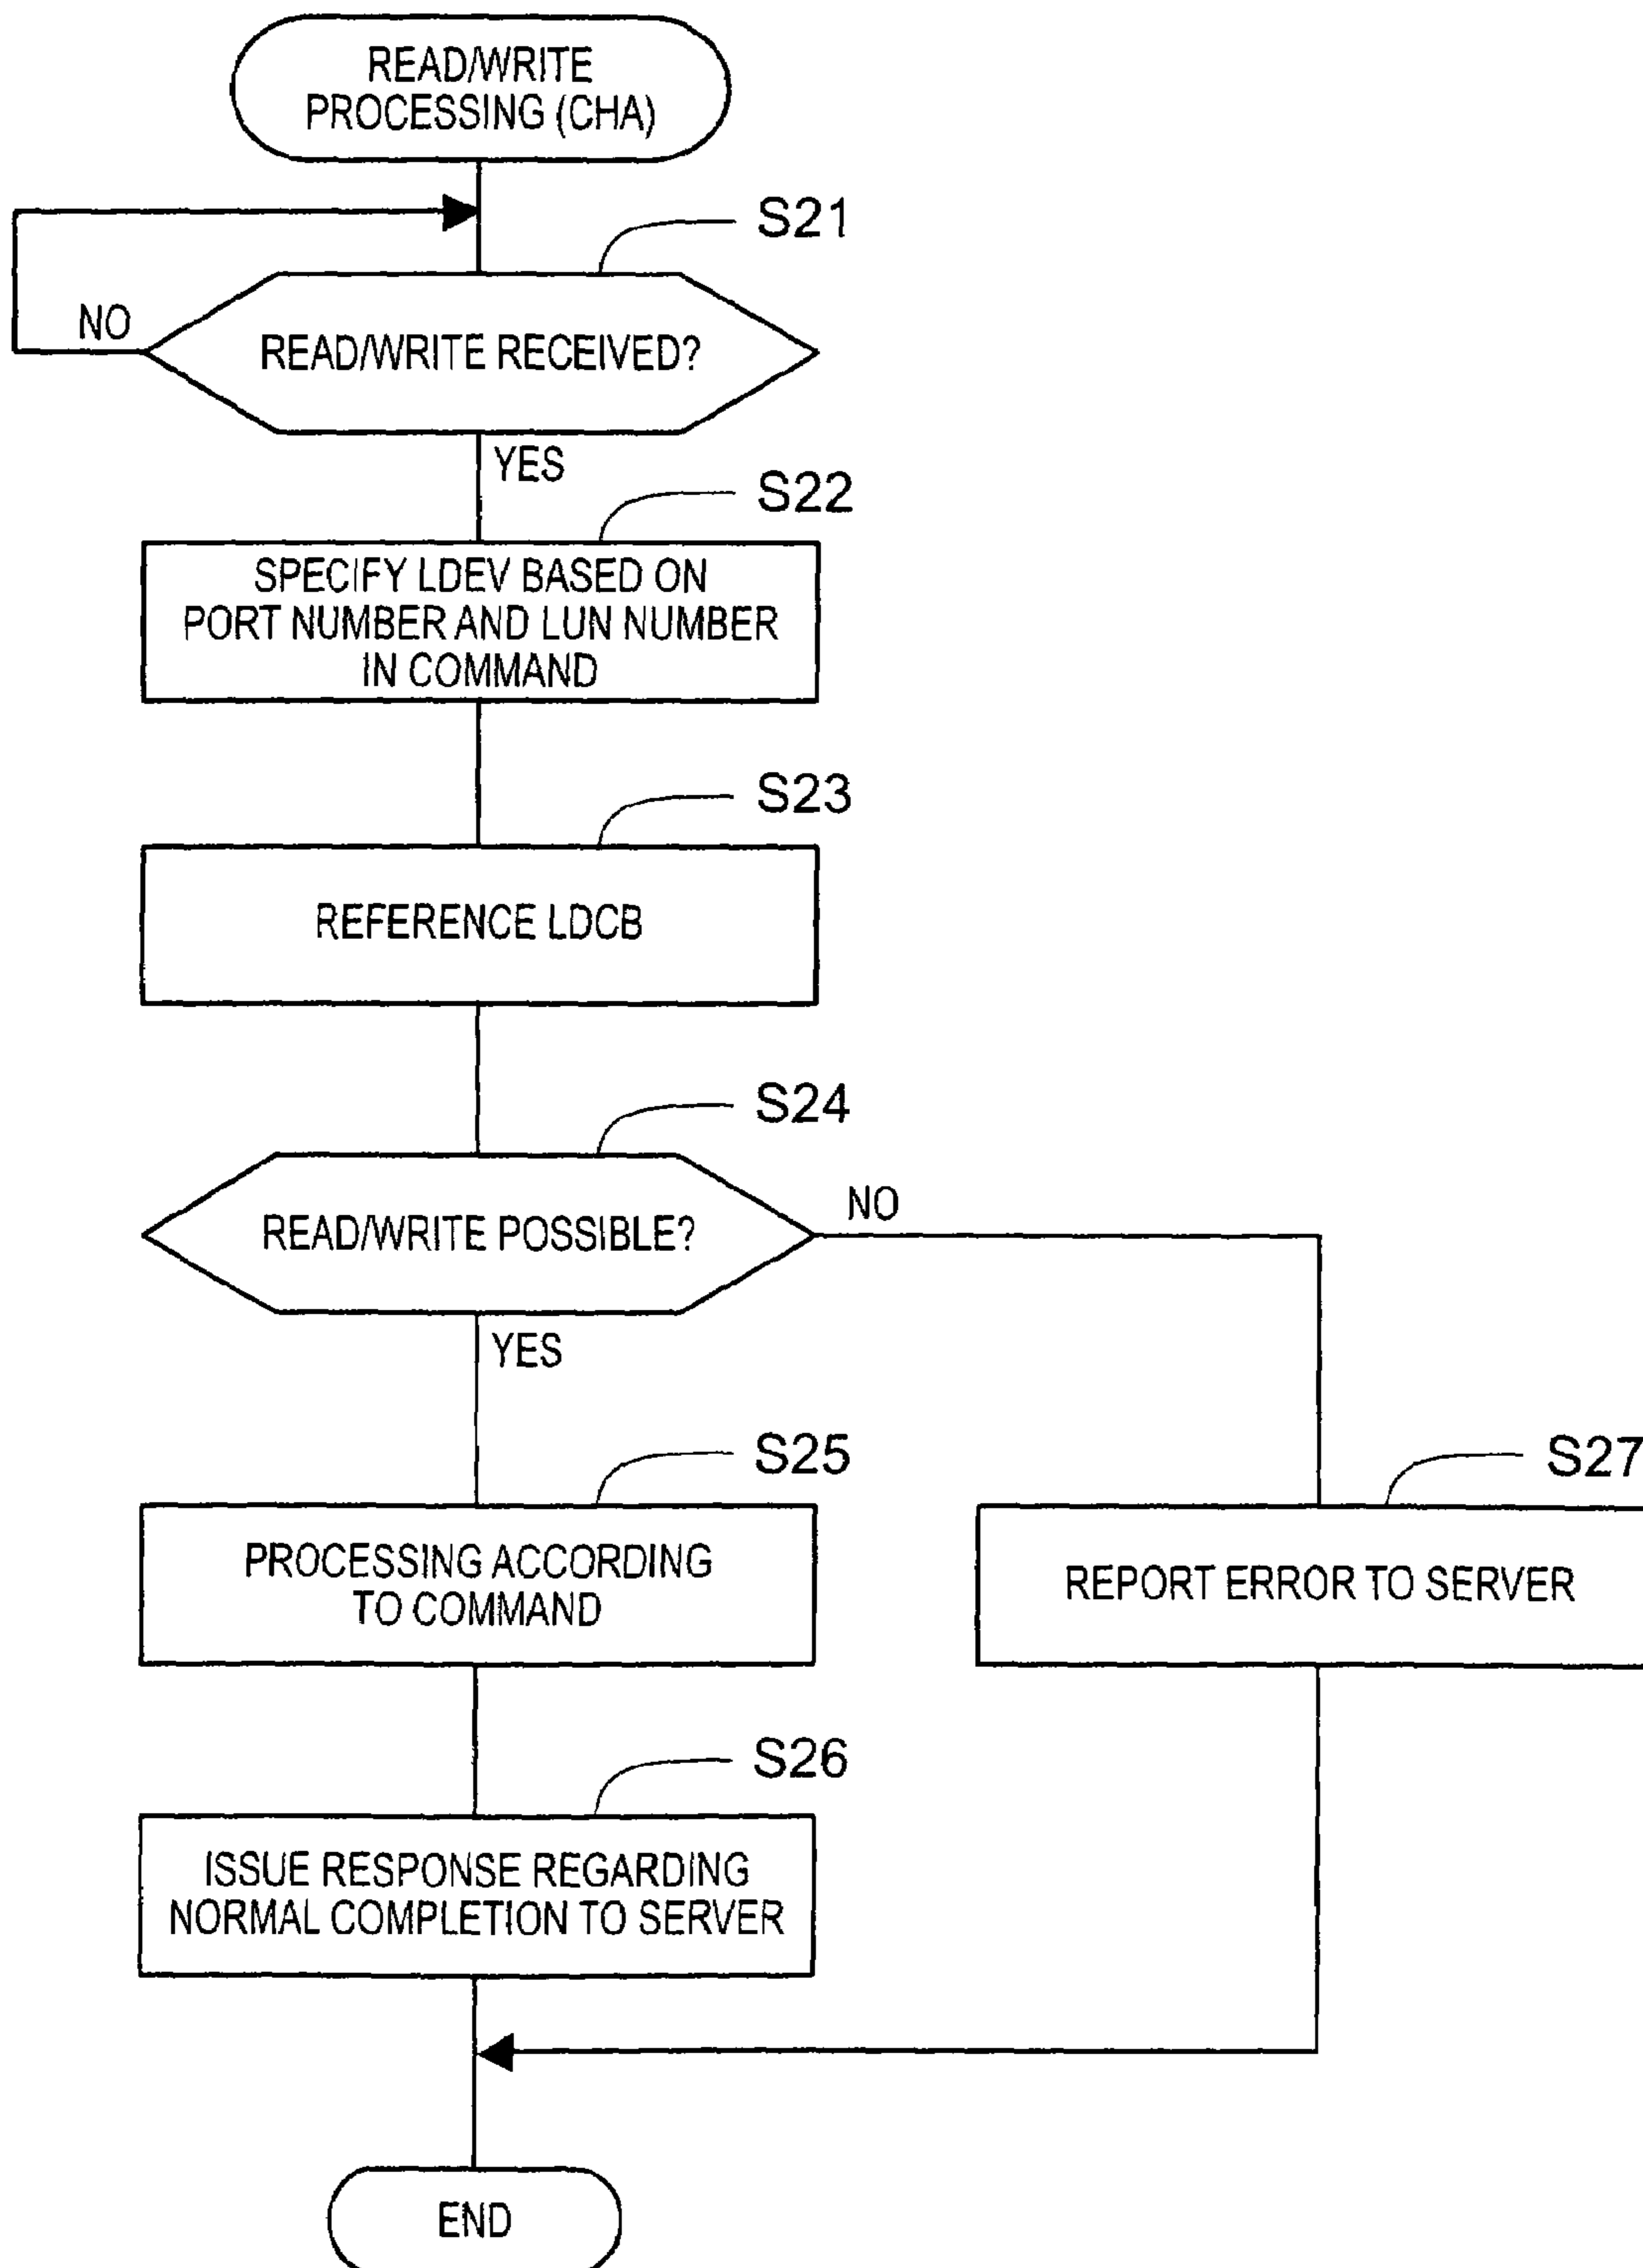 READ/WRITE
PROCESSING (CHA)
S21
NO
READ/WRITE RECEIVED?
YES
S22
SPECIFY LDEV BASED ON
PORT NUMBER AND LUN NUMBER
IN COMMAND
S23
REFERENCE LDCB
S24
NO
READ/WRITE POSSIBLE?
YES
S25
S27
PROCESSING ACCORDING
TO COMMAND
REPORT ERROR TO SERVER
S26
ISSUE RESPONSE REGARDING
NORMAL COMPLETION TO SERVER
END